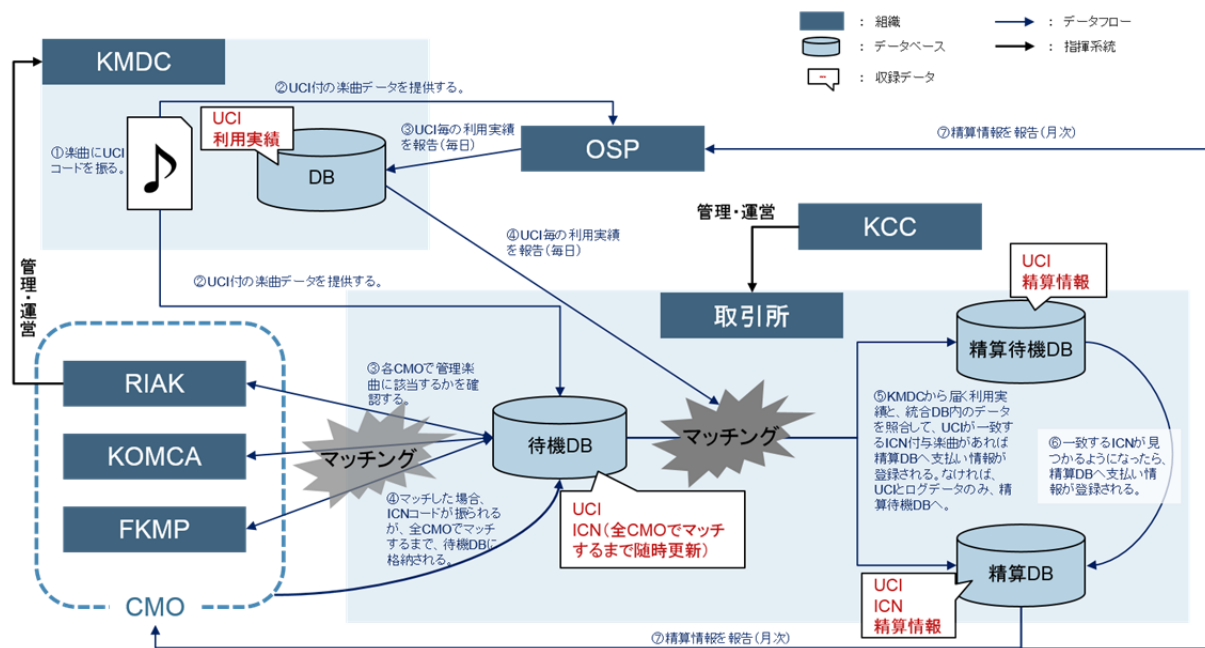 ： 組織
： データフロー
： データベース
： 指揮系統
： 収録データ
KMDC
②UCI付の楽曲データを提供する。
UCI
利用実績
③UCI毎の利用実績
を報告（毎日）
OSP
⑦精算情報を報告（月次）
①楽曲にUCI
コードを振る。
DB
④UCI毎の利用実績
を報告（毎日）
管理・運営
KCC
②UCI付の楽曲データを提供する。
管理・運営
取引所
UCI
精算情報
精算待機DB
RIAK
KOMCA
FKMP
CMO
③各CMOで管理楽
曲に該当するかを確
認する。
マッチング
待機DB
マッチング
④マッチした場合、
ICNコードが振られる
が、全CMOでマッチ
するまで、待機DBに
格納される。
UCI
ICN（全CMOでマッチ
するまで随時更新）
⑤KMDCから届く利用実
績と、統合DB内のデータ
を照合して、UCIが一致す
るICN付与楽曲があれば
精算DBへ支払い情報が
登録される。なければ、
UCIとログデータのみ、精
算待機DBへ。
⑥一致するICNが見
つかるようになったら、
精算DBへ支払い情
報が登録される。
精算DB
UCI
ICN
精算情報
⑦精算情報を報告（月次）